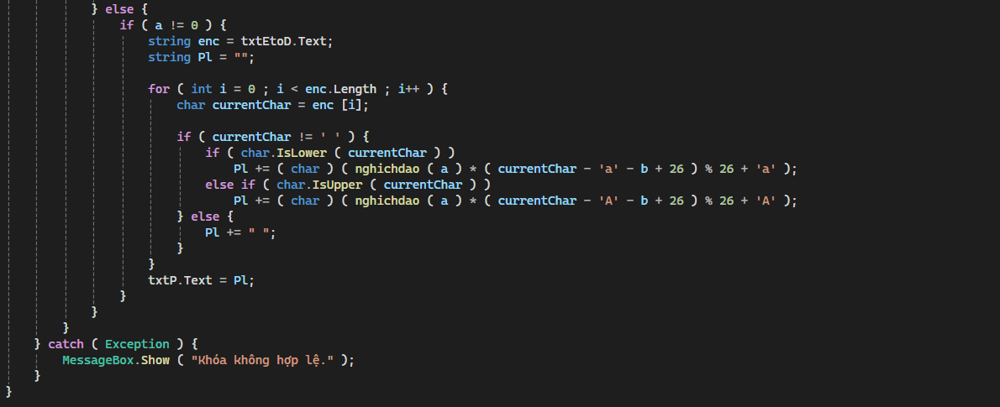 } else {
if ( a != 0 ) {
string enc = txtEtoD.Text;
string Pl = "";
for ( int i = 0 ; i < enc.Length ; i++ ) {
char currentChar = enc [i];
if ( currentChar != ' ' ) {
if ( char.IsLower ( currentChar ) )
Pl += ( char ) ( nghichdao ( a ) * ( currentChar - 'a' - b + 26 ) % 26 + 'a' );
else if ( char.IsUpper ( currentChar ) )
Pl += ( char ) ( nghichdao ( a ) * ( currentChar - 'A' - b + 26 ) % 26 + 'A' );
} else {
Pl += " ";
}
}
txtP.Text = Pl;
}
}
}
} catch ( Exception ) {
MessageBox.Show ( "Khóa không hợp lệ." );
}
}